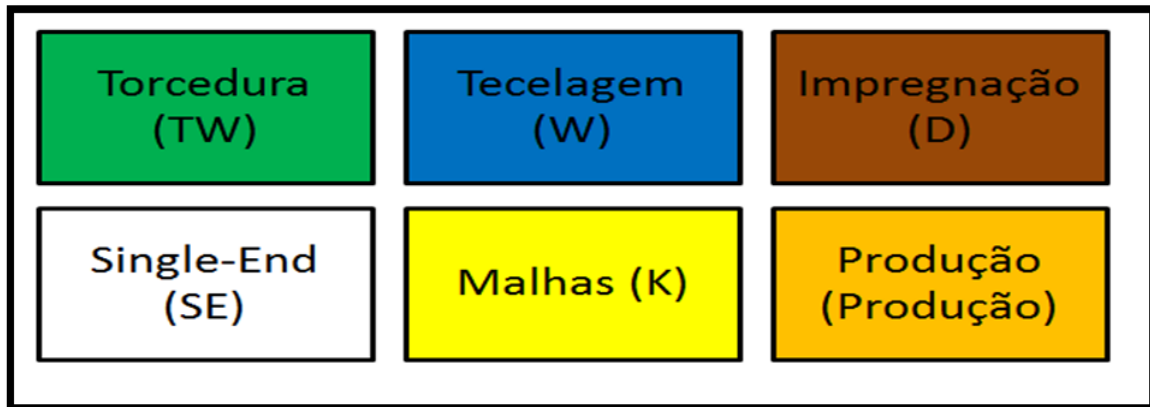 Torcedura
(TW)
Tecelagem
(W)
Impregnação
(D)
Single-End
(SE)
Malhas (K)
Produção
(Produção)